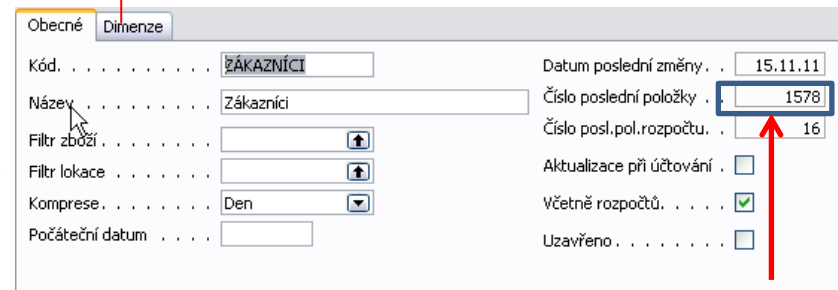 Obecné Dimenze
Kód. . . . . . . . . . . ZÁKAZNÍCI
Název . . . . . . . . . Zákazníci
Filtr zboží . . . . . . . .
Filtr lokace . . . . . . .
Komprese. . . . . . . . Den
Počáteční datum . . . .
Datum poslední změny. . 15.11.11
Číslo poslední položky . . 1578
Číslo posl.pol.rozpočtu. . 16
Aktualizace při účtování .
Včetně rozpočtů. . . . .
Uzavřeno . . . . . . . .